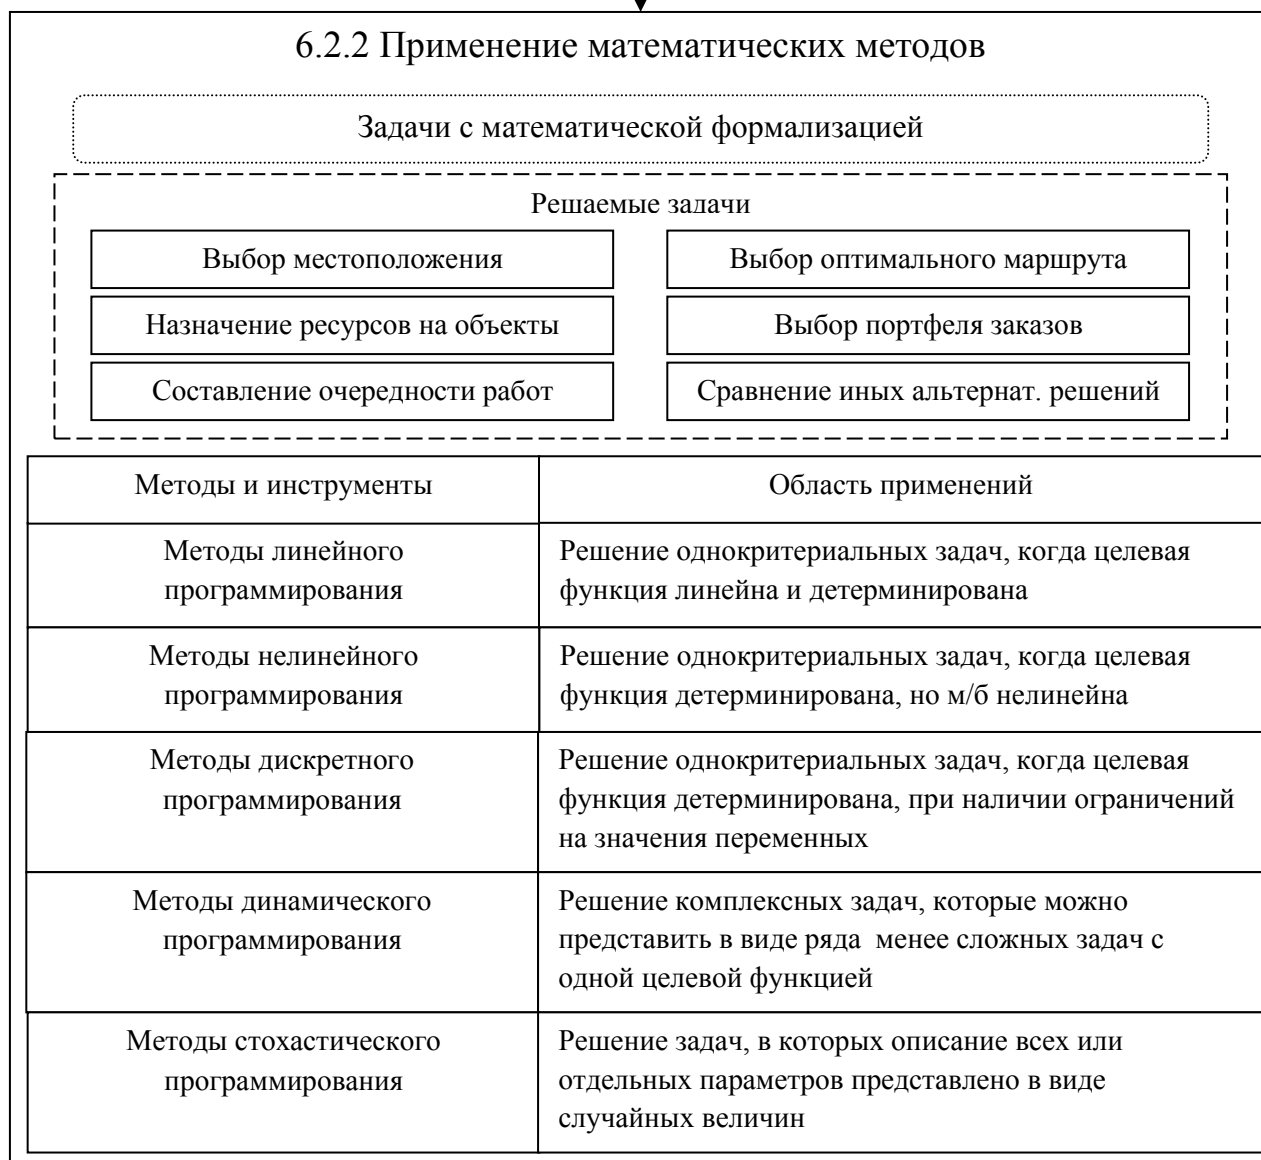 6.2.2 Применение математических методов
Задачи с математической формализацией
Решаемые задачи
Выбор местоположения
Выбор оптимального маршрута
Назначение ресурсов на объекты
Выбор портфеля заказов
Составление очередности работ
Сравнение иных альтернат. решений
Методы и инструменты
Область применений
Методы линейного
программирования
Решение однокритериальных задач, когда целевая
функция линейна и детерминирована
Методы нелинейного
программирования
Решение однокритериальных задач, когда целевая
функция детерминирована, но м/б нелинейна
Методы дискретного
программирования
Решение однокритериальных задач, когда целевая
функция детерминирована, при наличии ограничений
на значения переменных
Методы динамического
программирования
Решение комплексных задач, которые можно
представить в виде ряда  менее сложных задач с
одной целевой функцией
Методы стохастического
программирования
Решение задач, в которых описание всех или
отдельных параметров представлено в виде
случайных величин